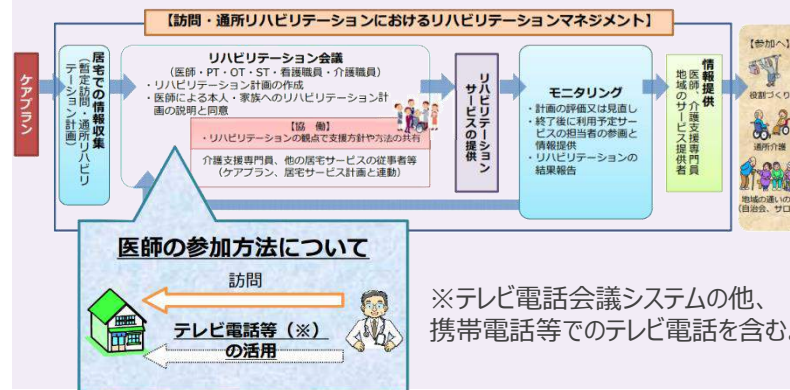 【訪問・通所リハビリテーションにおけるリハビリテーションマネジメント】
ケアプラン
居宅での情報収集
（暫定訪問・通所リハビリ
テーション計画）
リハビリテーション会議
（医師・PT・OT・ST・看護職員・介護職員）
・リハビリテーション計画の作成
・医師による本人・家族へのリハビリテーション計
画の説明と同意
【協　働】
・リハビリテーションの観点で支援方針や方法の共有
介護支援専門員、他の居宅サービスの従事者等
（ケアプラン、居宅サービス計画と連動）
リハビリテーション
サービスの提供
モニタリング
・計画の評価又は見直し
・終了後に利用予定サー
ビスの担当者の参画と
情報提供
・リハビリテーションの
結果報告
情報提供
医師、介護支援専門員
地域のサービス提供者
【参加へ】
役割づくり
通所介護
地域の通いの
（自治会、サロ
医師の参加方法について
訪問
テレビ電話等（※）
の活用
※テレビ電話会議システムの他、
携帯電話等でのテレビ電話を含む。